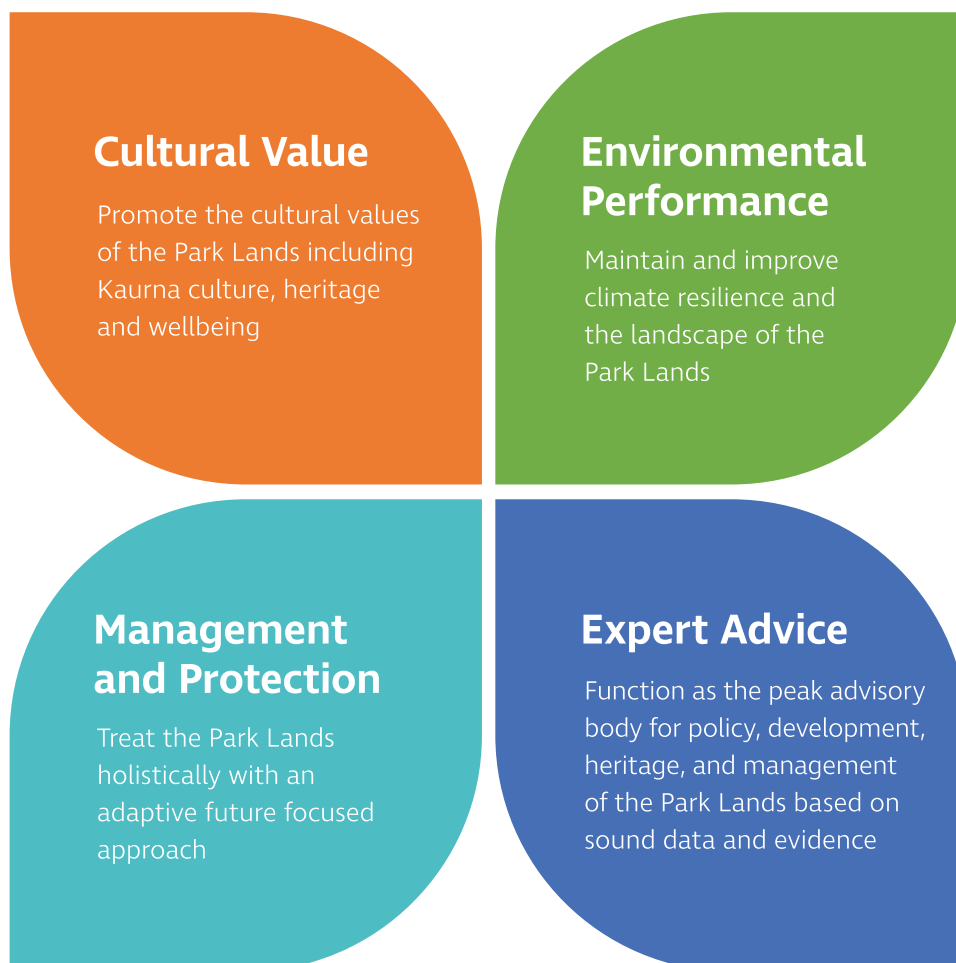 Cultural Value
Promote the cultural values
of the Park Lands including
Kaurna culture, heritage
and wellbeing
Environmental
Performance
Maintain and improve
climate resilience and
the landscape of the
Park Lands
Management
and Protection
Treat the Park Lands
holistically with an
adaptive future focused
approach
Expert Advice
Function as the peak advisory
body for policy, development,
heritage, and management
of the Park Lands based on
sound data and evidence